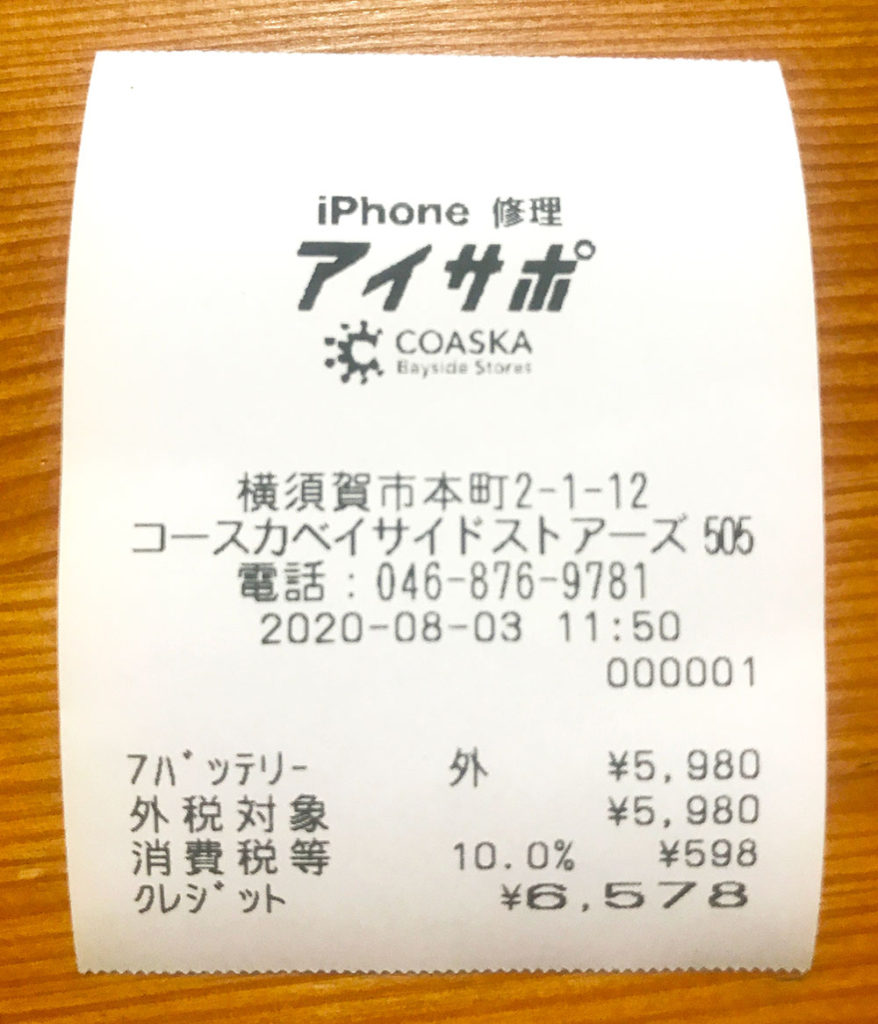 iPhone 修理
アイサポ
COASKA
Bayside Stores
横須賀市本町2-1-12
コースカベイサイドストアーズ 505
電話：046-876-9781
2020-08-03 11:50
000001
7ﾊﾞｯﾃﾘｰ 外 ¥5,980
外税対象 ¥5,980
消費税等 10.0% ¥598
ｸﾚｼﾞｯﾄ ¥6,578